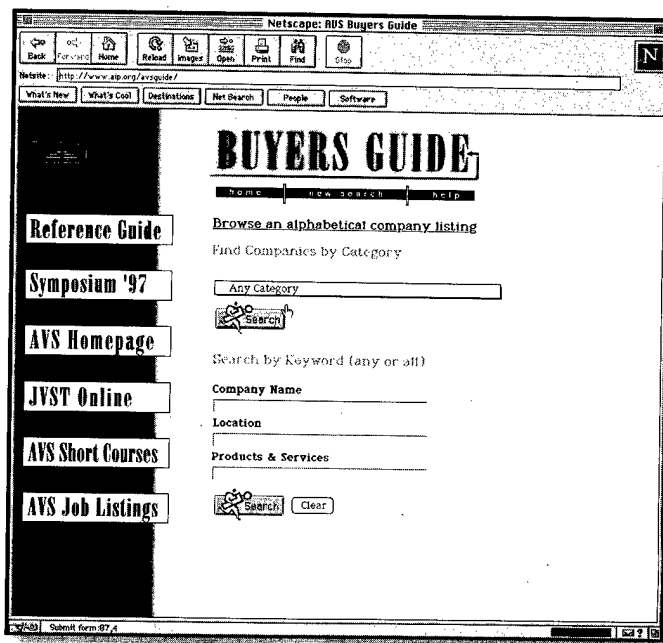 Netscape: AVS Buyers Guide
Back Forward Home Reload Images Open Print Find Stop
N
Netsite: http://www.aip.org/avsguide/
What's New What's Cool Destinations Net Search People Software
BUYERS GUIDE
home new search help
Reference Guide
Symposium '97
AVS Homepage
JVST Online
AVS Short Courses
AVS Job Listings
Browse an alphabetical company listing
Find Companies by Category
Any Category
Search
Search by Keyword (any or all)
Company Name
Location
Products & Services
Search Clear
Submit form:87,4
?